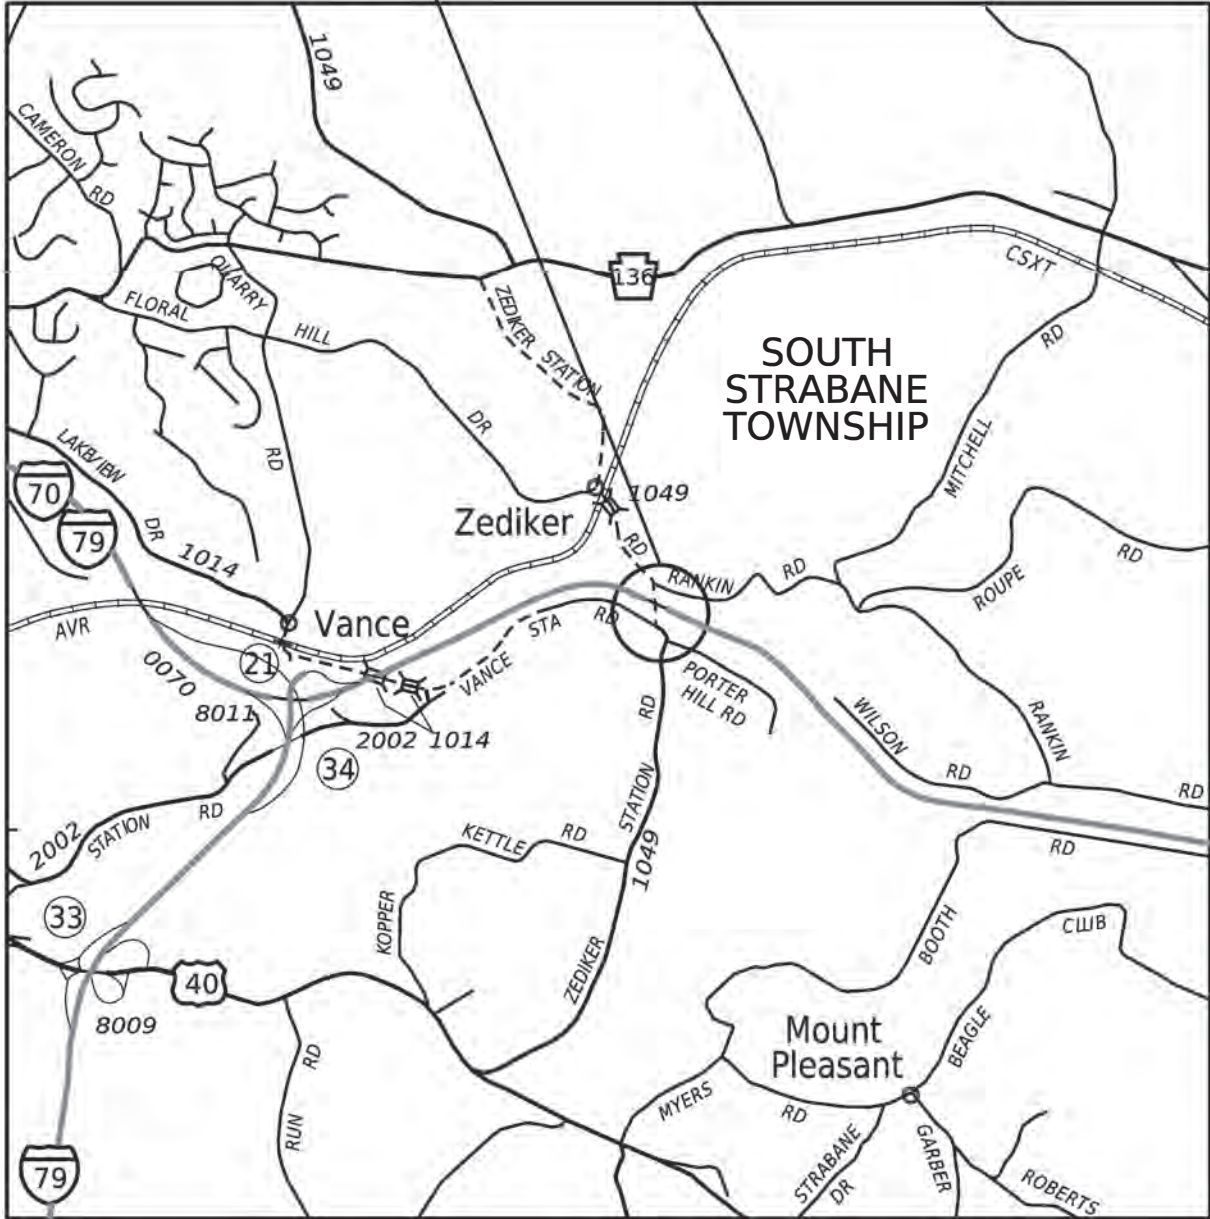 1049
CAMERON
RD
136
CSXT
QUARRY
FLORAL
HILL
ZEDIKER STATION
RD
SOUTH
STRABANE
TOWNSHIP
DR
LAKEVIEW
RD
MITCHELL
70
1049
79
DR
Zediker
RD
RD
1014
RANKIN
RD
ROUPE
Vance
STA
RD
AVR
21
0070
VANCE
PORTER
HILL RD
8011
RD
WILSON
RANKIN
2002
1014
34
RD
RD
RD
STATION
2002
STATION
KETTLE
RD
1049
RD
33
KOPPER
BOOTH
CLUB
ZEDIKER
40
8009
Mount
Pleasant
BEAGLE
RD
MYERS
RD
RUN
STRABANE
DR
GARBER
79
ROBERTS